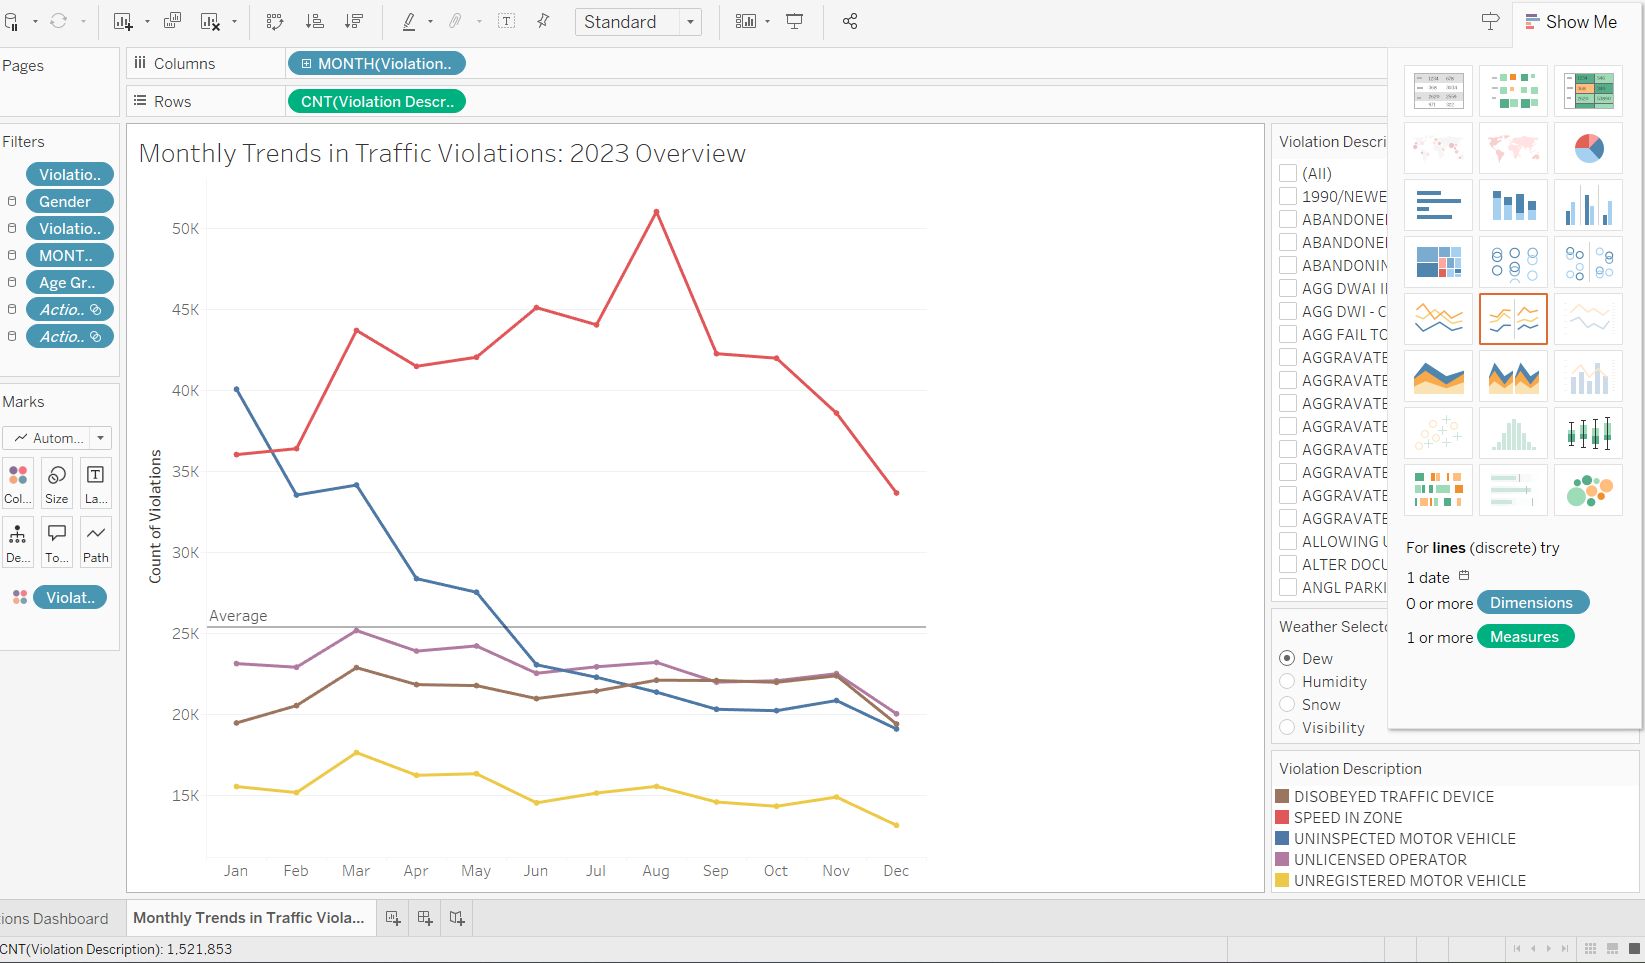 Standard
Show Me
Pages
Columns
MONTH(Violation..
Rows
CNT(Violation Descr..
Filters
Violatio..
Gender
Violatio..
MONT..
Age Gr..
Actio..
Actio..
Marks
Autom...
Col...
Size
La...
De...
To...
Path
Violat..
Monthly Trends in Traffic Violations: 2023 Overview
Count of Violations
50K
45K
40K
35K
30K
25K
20K
15K
Average
Jan Feb Mar Apr May Jun Jul Aug Sep Oct Nov Dec
Violation Descri
(All)
1990/NEWE
ABANDONE
ABANDONE
ABANDONIN
AGG DWAI I
AGG DWI - C
AGG FAIL TO
AGGRAVATE
AGGRAVATE
AGGRAVATE
AGGRAVATE
AGGRAVATE
AGGRAVATE
AGGRAVATE
AGGRAVATE
ALLOWING
ALTER DOCU
ANGL PARKI
Weather Selecto
Dew
Humidity
Snow
Visibility
For lines (discrete) try
1 date
0 or more Dimensions
1 or more Measures
Violation Description
DISOBEYED TRAFFIC DEVICE
SPEED IN ZONE
UNINSPECTED MOTOR VEHICLE
UNLICENSED OPERATOR
UNREGISTERED MOTOR VEHICLE
ions Dashboard
Monthly Trends in Traffic Viola...
CNT(Violation Description): 1,521,853